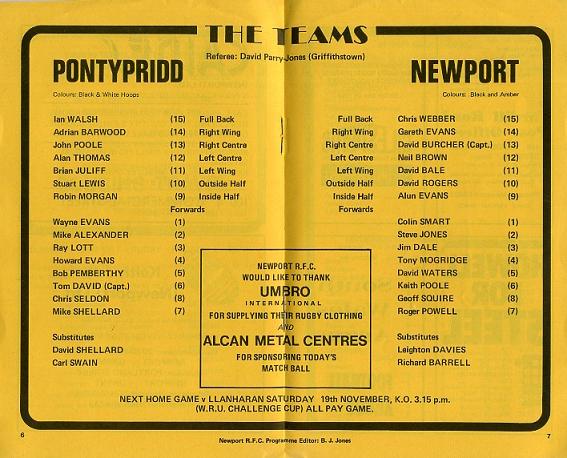 THE TEAMS
Referee: David Parry-Jones (Griffithstown)
PONTYPRIDD
Colours: Black & White Hoops
Ian WALSH (15) Full Back
Adrian BARWOOD (14) Right Wing
John POOLE (13) Right Centre
Alan THOMAS (12) Left Centre
Brian JULIFF (11) Left Wing
Stuart LEWIS (10) Outside Half
Robin MORGAN (9) Inside Half
Forwards
Wayne EVANS (1)
Mike ALEXANDER (2)
Ray LOTT (3)
Howard EVANS (4)
Bob PEMBERTHY (5)
Tom DAVID (Capt.) (6)
Chris SELDON (8)
Mike SHELLARD (7)
Substitutes
David SHELLARD
Carl SWAIN
NEWPORT
Colours: Black and Amber
Full Back Chris WEBBER (15)
Right Wing Gareth EVANS (14)
Right Centre David BURCHER (Capt.) (13)
Left Centre Neil BROWN (12)
Left Wing David BALE (11)
Outside Half David ROGERS (10)
Inside Half Alun EVANS (9)
Forwards
Colin SMART (1)
Steve JONES (2)
Jim DALE (3)
Tony MOGRIDGE (4)
David WATERS (5)
Keith POOLE (6)
Geoff SQUIRE (8)
Roger POWELL (7)
Substitutes
Leighton DAVIES
Richard BARRELL
NEWPORT R.F.C.
WOULD LIKE TO THANK
UMBRO
INTERNATIONAL
FOR SUPPLYING THEIR RUGBY CLOTHING
AND
ALCAN METAL CENTRES
FOR SPONSORING TODAY'S
MATCH BALL
NEXT HOME GAME v LLANHARAN SATURDAY 19th NOVEMBER, K.O. 3.15 p.m.
(W.R.U. CHALLENGE CUP) ALL PAY GAME.
6
Newport R.F.C. Programme Editor: B. J. Jones
7